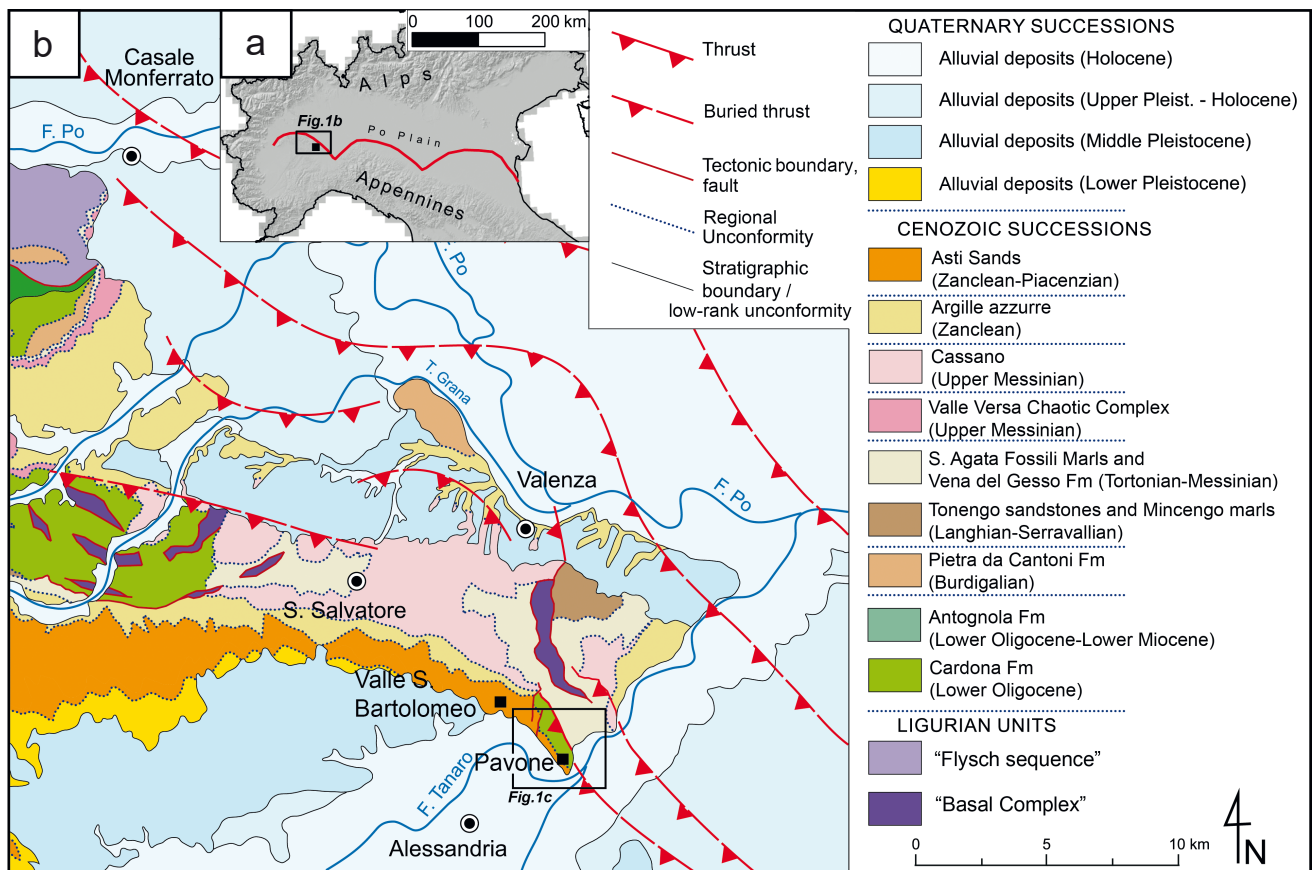 b
a
0 100 200 km
Casale
Monferrato
Alps
Fig.1b
Po Plain
Appennines
F. Po
F. Po
T. Grana
Valenza
F. Po
S. Salvatore
Valle S.
Bartolomeo
Pavone
F. Tanaro
Fig.1c
Alessandria
Thrust
Buried thrust
Tectonic boundary,
fault
Regional
Unconformity
Stratigraphic
boundary /
low-rank unconformity
QUATERNARY SUCCESSIONS
Alluvial deposits (Holocene)
Alluvial deposits (Upper Pleist. - Holocene)
Alluvial deposits (Middle Pleistocene)
Alluvial deposits (Lower Pleistocene)
CENOZOIC SUCCESSIONS
Asti Sands
(Zanclean-Piacenzian)
Argille azzurre
(Zanclean)
Cassano
(Upper Messinian)
Valle Versa Chaotic Complex
(Upper Messinian)
S. Agata Fossili Marls and
Vena del Gesso Fm (Tortonian-Messinian)
Tonengo sandstones and Mincengo marls
(Langhian-Serravallian)
Pietra da Cantoni Fm
(Burdigalian)
Antognola Fm
(Lower Oligocene-Lower Miocene)
Cardona Fm
(Lower Oligocene)
LIGURIAN UNITS
“Flysch sequence”
“Basal Complex”
0 5 10 km
N